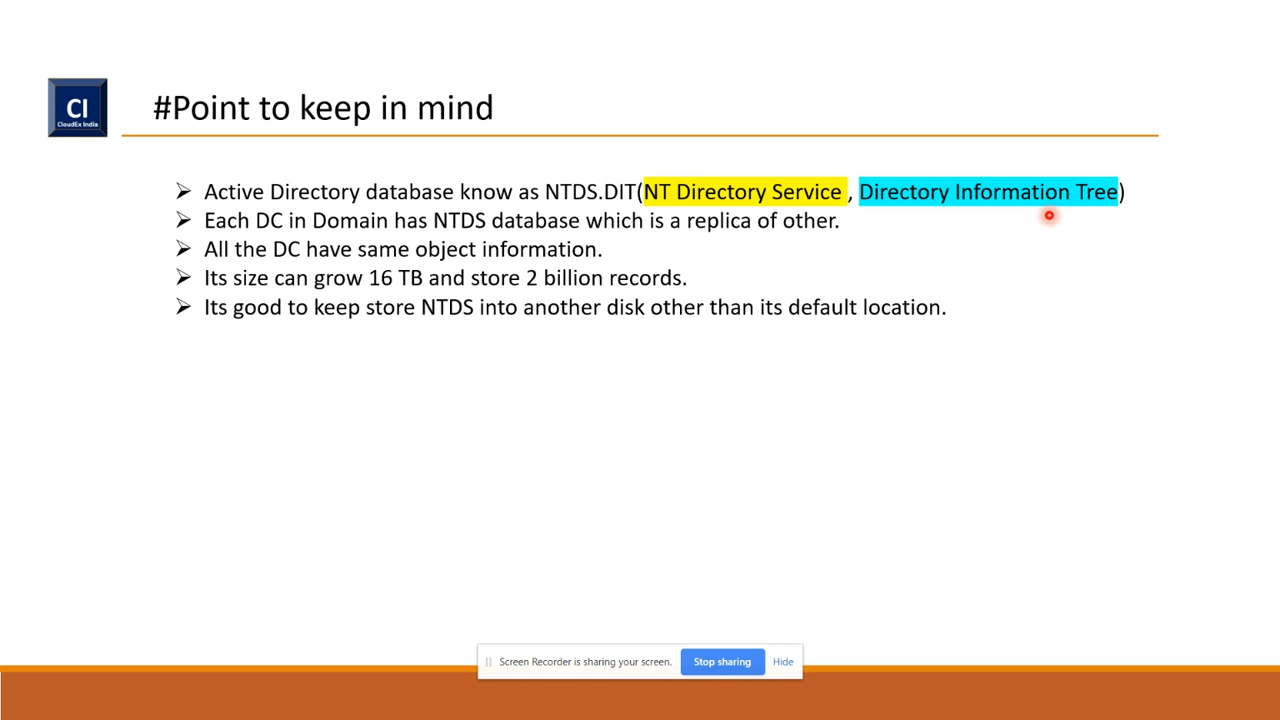 CI
CloudEx India
#Point to keep in mind
➢ Active Directory database know as NTDS.DIT(NT Directory Service , Directory Information Tree)
➢ Each DC in Domain has NTDS database which is a replica of other.
➢ All the DC have same object information.
➢ Its size can grow 16 TB and store 2 billion records.
➢ Its good to keep store NTDS into another disk other than its default location.
Screen Recorder is sharing your screen. Stop sharing Hide